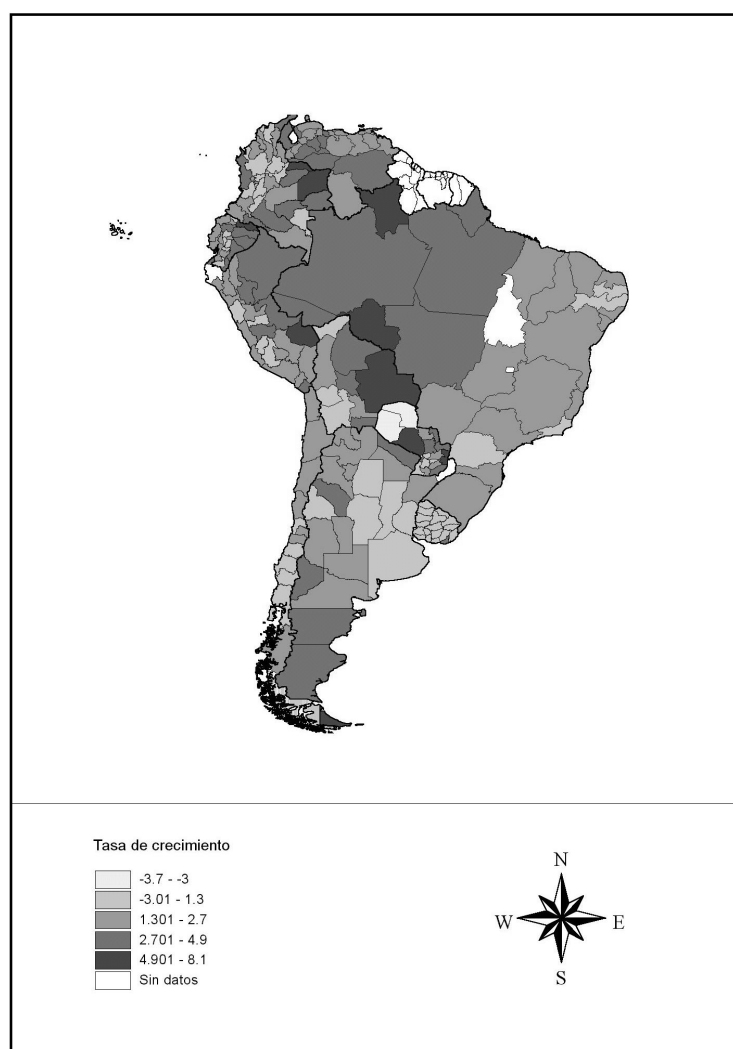 Tasa de crecimiento
-3.7 - -3
-3.01 - 1.3
1.301 - 2.7
2.701 - 4.9
4.901 - 8.1
Sin datos
N
W E
S